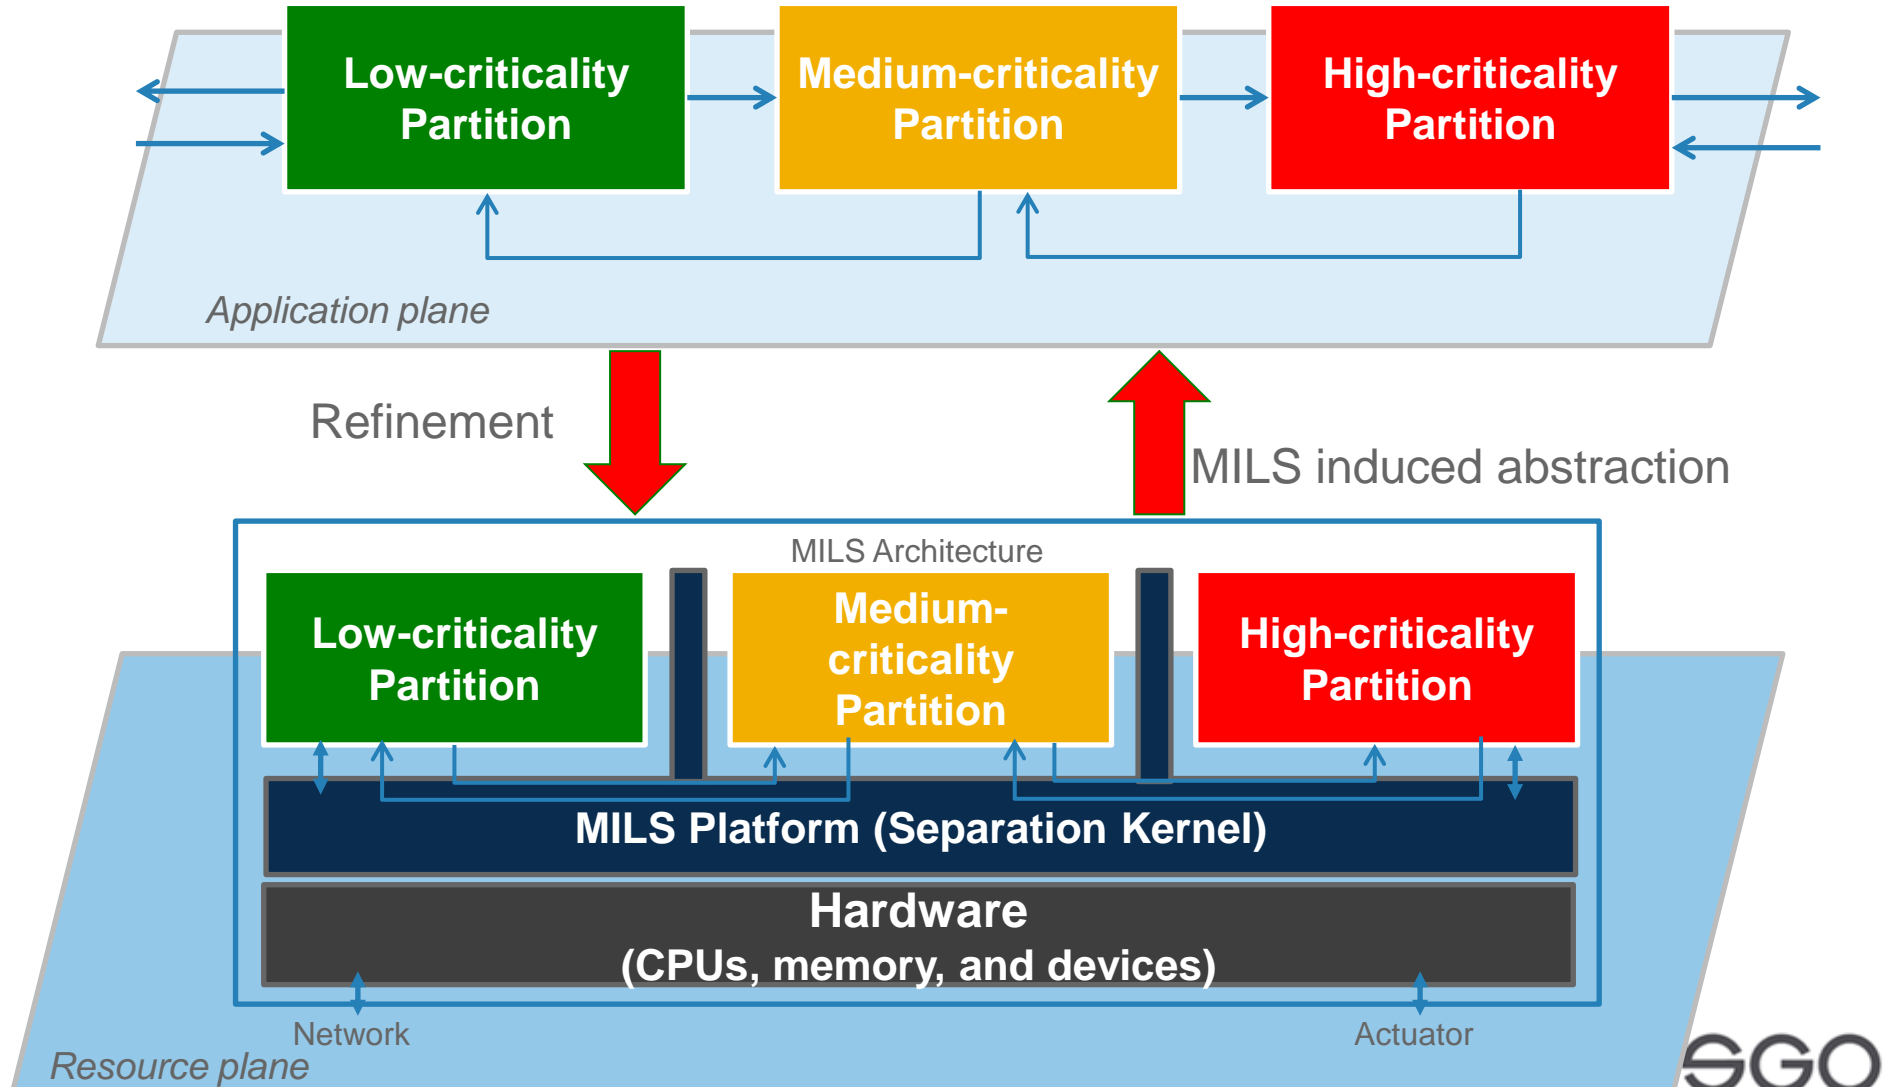 Low-criticality
Partition
Medium-criticality
Partition
High-criticality
Partition
Application plane
Refinement
MILS induced abstraction
MILS Architecture
Low-criticality
Partition
Medium-
criticality
Partition
High-criticality
Partition
MILS Platform (Separation Kernel)
Hardware
(CPUs, memory, and devices)
Network
Actuator
Resource plane
SGO